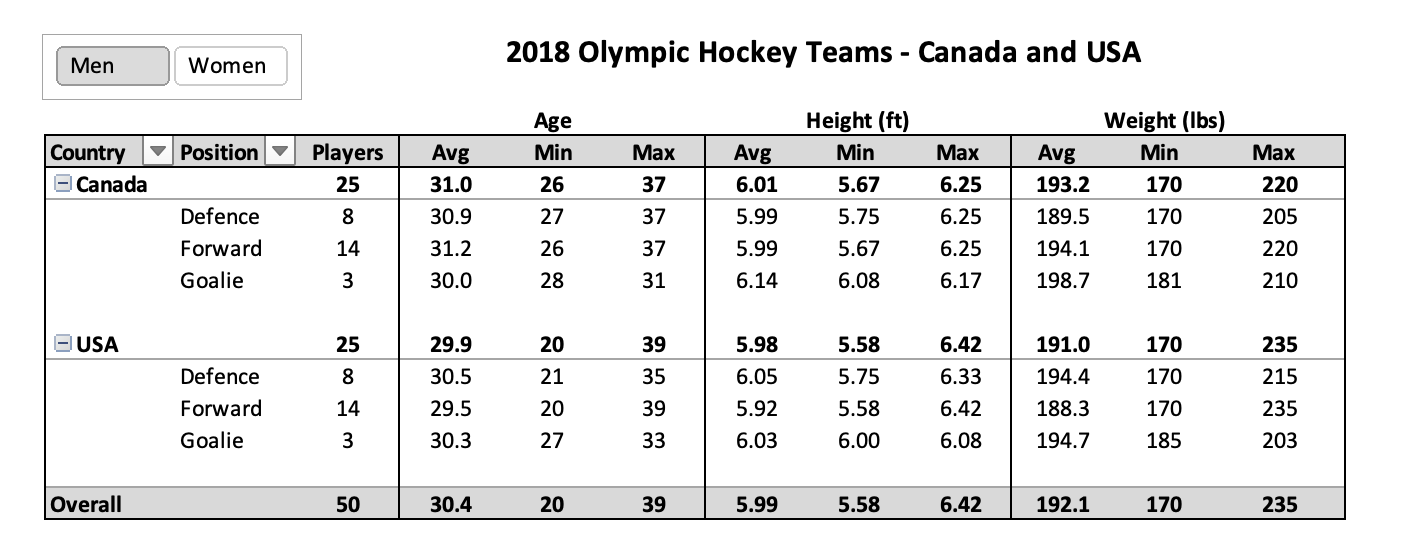 2018 Olympic Hockey Teams - Canada and USA
Men Women
Age Height (ft) Weight (lbs)
Country Position Players Avg Min Max Avg Min Max Avg Min Max
Canada 25 31.0 26 37 6.01 5.67 6.25 193.2 170 220
Defence 8 30.9 27 37 5.99 5.75 6.25 189.5 170 205
Forward 14 31.2 26 37 5.99 5.67 6.25 194.1 170 220
Goalie 3 30.0 28 31 6.14 6.08 6.17 198.7 181 210
USA 25 29.9 20 39 5.98 5.58 6.42 191.0 170 235
Defence 8 30.5 21 35 6.05 5.75 6.33 194.4 170 215
Forward 14 29.5 20 39 5.92 5.58 6.42 188.3 170 235
Goalie 3 30.3 27 33 6.03 6.00 6.08 194.7 185 203
Overall 50 30.4 20 39 5.99 5.58 6.42 192.1 170 235